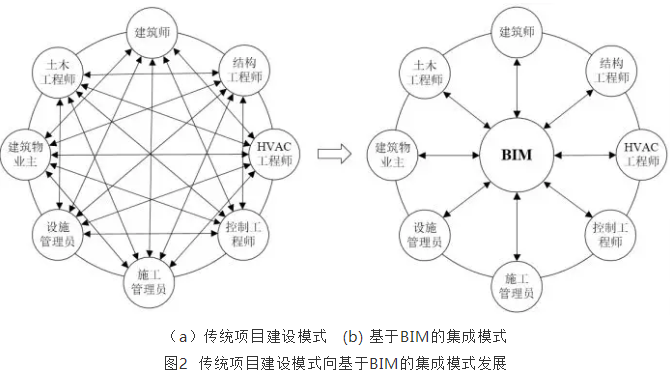 建筑师
结构
工程师
HVAC
工程师
控制工
程师
施工
管理员
设施
管理员
建筑物
业主
土木
工程师
建筑师
结构
工程师
HVAC
工程师
控制工
程师
施工
管理员
设施
管理员
建筑物
业主
土木
工程师
BIM
（a）传统项目建设模式 (b) 基于BIM的集成模式
图2 传统项目建设模式向基于BIM的集成模式发展